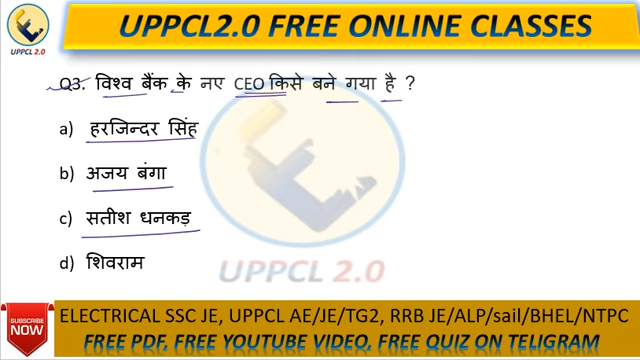 UPPCL2.0 FREE ONLINE CLASSES
UPPCL 2.0
Q3. विश्व बैंक के नए CEO किसे बने गया है ?
a) हरजिन्दर सिंह
b) अजय बंगा
c) सतीश धनकड़
d) शिवराम
UPPCL 2.0
SUBSCRIBE
NOW
ELECTRICAL SSC JE, UPPCL AE/JE/TG2, RRB JE/ALP/sail/BHEL/NTPC
FREE PDF, FREE YOUTUBE VIDEO, FREE QUIZ ON TELIGRAM